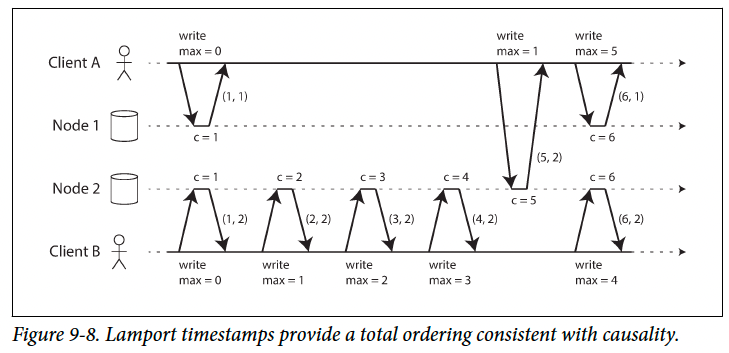 write
max = 0
write
max = 1
write
max = 5
Client A
(1, 1)
(6, 1)
Node 1
c = 1
c = 6
(5, 2)
c = 1
c = 2
c = 3
c = 4
c = 6
Node 2
c = 5
(1, 2)
(2, 2)
(3, 2)
(4, 2)
(6, 2)
Client B
write
max = 0
write
max = 1
write
max = 2
write
max = 3
write
max = 4
Figure 9-8. Lamport timestamps provide a total ordering consistent with causality.